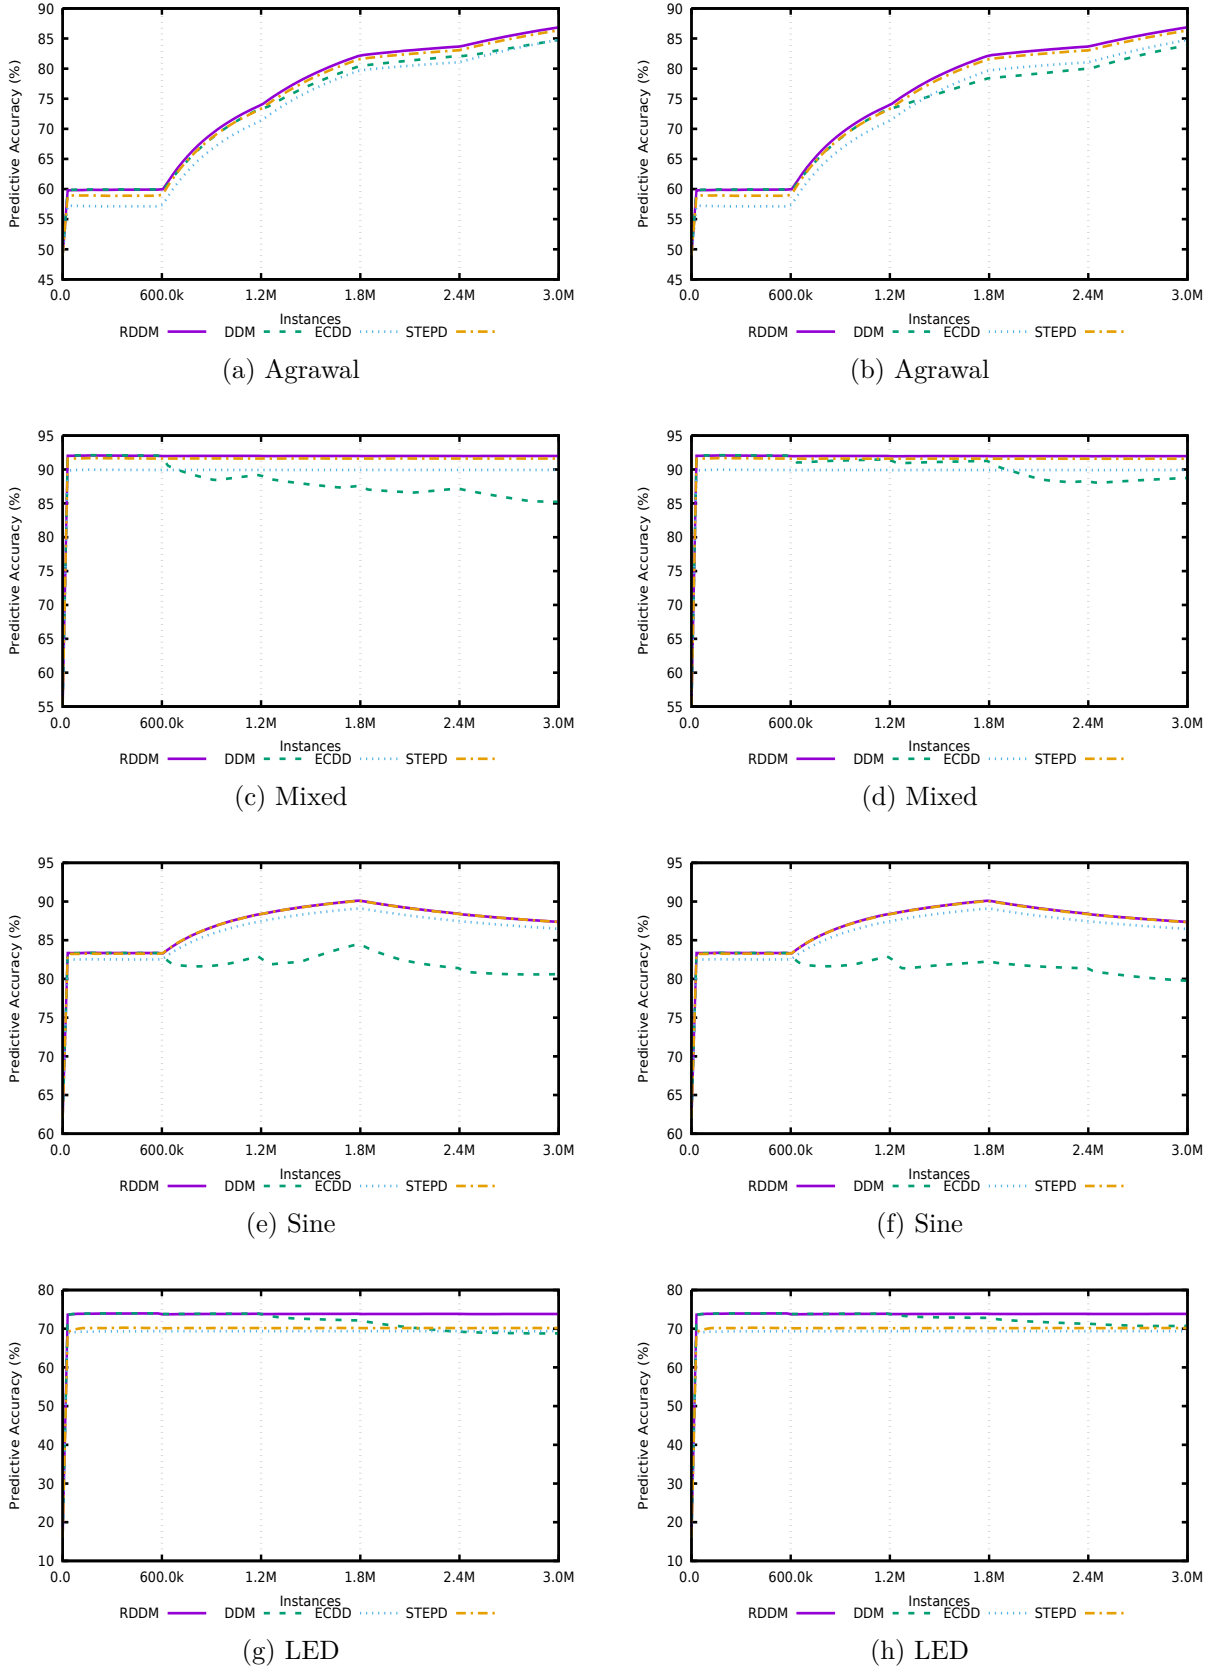 Predictive Accuracy (%)
90
85
80
75
70
65
60
55
50
45
0.0 600.0k 1.2M 1.8M 2.4M 3.0M
Instances
RDDM DDM ECDD STEPD
(a) Agrawal
Predictive Accuracy (%)
90
85
80
75
70
65
60
55
50
45
0.0 600.0k 1.2M 1.8M 2.4M 3.0M
Instances
RDDM DDM ECDD STEPD
(b) Agrawal
Predictive Accuracy (%)
95
90
85
80
75
70
65
60
55
0.0 600.0k 1.2M 1.8M 2.4M 3.0M
Instances
RDDM DDM ECDD STEPD
(c) Mixed
Predictive Accuracy (%)
95
90
85
80
75
70
65
60
55
0.0 600.0k 1.2M 1.8M 2.4M 3.0M
Instances
RDDM DDM ECDD STEPD
(d) Mixed
Predictive Accuracy (%)
95
90
85
80
75
70
65
60
0.0 600.0k 1.2M 1.8M 2.4M 3.0M
Instances
RDDM DDM ECDD STEPD
(e) Sine
Predictive Accuracy (%)
95
90
85
80
75
70
65
60
0.0 600.0k 1.2M 1.8M 2.4M 3.0M
Instances
RDDM DDM ECDD STEPD
(f) Sine
Predictive Accuracy (%)
80
70
60
50
40
30
20
10
0.0 600.0k 1.2M 1.8M 2.4M 3.0M
Instances
RDDM DDM ECDD STEPD
(g) LED
Predictive Accuracy (%)
80
70
60
50
40
30
20
10
0.0 600.0k 1.2M 1.8M 2.4M 3.0M
Instances
RDDM DDM ECDD STEPD
(h) LED